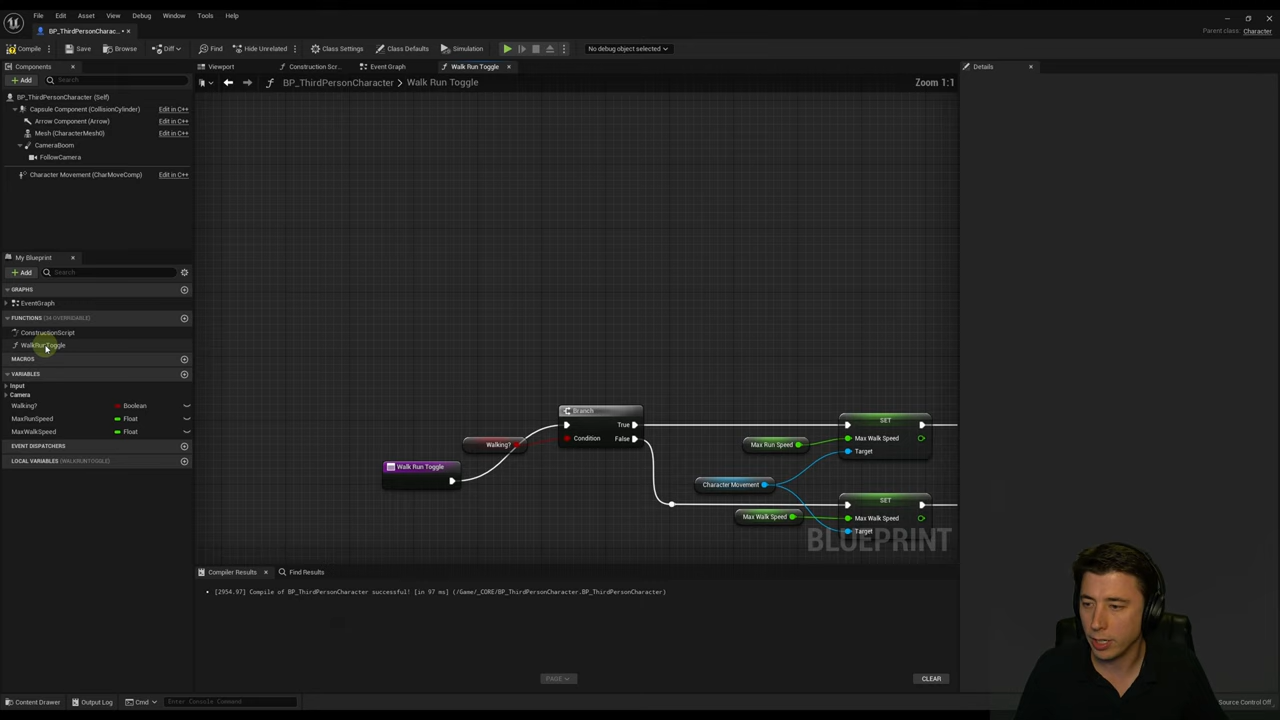 File Edit Asset View Debug Window Tools Help
BP_ThirdPersonCharac... •
Parent class: Character
Compile Save Browse Diff Find Hide Unrelated Class Settings Class Defaults Simulation No debug object selected
Components
Viewport Construction Scr... Event Graph Walk Run Toggle
Details
+ Add Search
BP_ThirdPersonCharacter > Walk Run Toggle
Zoom 1:1
BP_ThirdPersonCharacter (Self)
Capsule Component (CollisionCylinder) Edit in C++
Arrow Component (Arrow) Edit in C++
Mesh (CharacterMesh0) Edit in C++
CameraBoom
FollowCamera
Character Movement (CharMoveComp) Edit in C++
My Blueprint
+ Add Search
GRAPHS
EventGraph
FUNCTIONS (34 OVERRIDABLE)
ConstructionScript
WalkRunToggle
MACROS
VARIABLES
Input
Camera
Walking? Boolean
MaxRunSpeed Float
MaxWalkSpeed Float
EVENT DISPATCHERS
LOCAL VARIABLES (WALKRUNTOGGLE)
Branch
True
Condition False
Walking?
Walk Run Toggle
Max Run Speed
SET
Max Walk Speed
Target
Character Movement
Max Walk Speed
SET
Max Walk Speed
Target
BLUEPRINT
Compiler Results Find Results
[2954.97] Compile of BP_ThirdPersonCharacter successful! [in 97 ms] (/Game/_CORE/BP_ThirdPersonCharacter.BP_ThirdPersonCharacter)
PAGE
CLEAR
Content Drawer Output Log Cmd Enter Console Command
Source Control Off